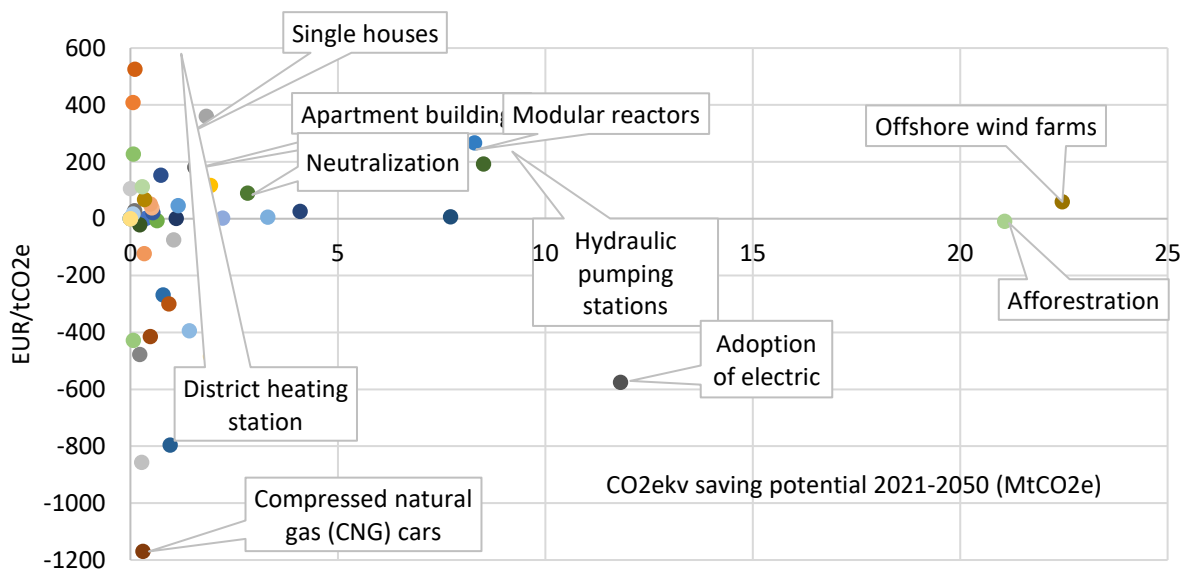 Single houses
600
400
200
0
-200
-400
-600
-800
-1000
-1200
EUR/tCO2e
Apartment building
Modular reactors
Offshore wind farms
Neutralization
0
5
10
15
20
25
Hydraulic
pumping
stations
Afforestration
District heating
station
Adoption
of electric
CO2ekv saving potential 2021-2050 (MtCO2e)
Compressed natural
gas (CNG) cars